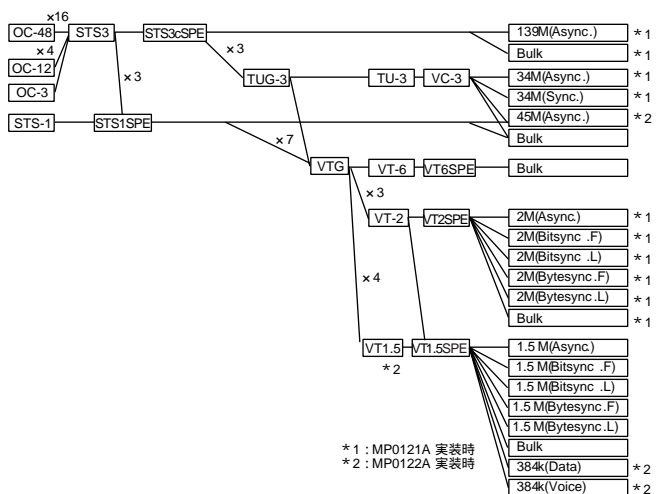 ×16
OC-48 STS3 STS3cSPE 139M(Async.) *1
×4
×3 Bulk *1
OC-12
×3 TUG-3 TU-3 VC-3 34M(Async.) *1
OC-3
34M(Sync.) *1
STS-1 STS1SPE 45M(Async.) *2
×7 Bulk
VTG VT-6 VT6SPE Bulk
×3
VT-2 VT2SPE 2M(Async.) *1
2M(Bitsync .F) *1
2M(Bitsync .L) *1
×4 2M(Bytesync.F) *1
2M(Bytesync.L) *1
Bulk *1
VT1.5 VT1.5SPE 1.5 M(Async.)
*2 1.5 M(Bitsync .F)
1.5 M(Bitsync .L)
1.5 M(Bytesync.F)
1.5 M(Bytesync.L)
*1 : MP0121A 実装時 Bulk
*2 : MP0122A 実装時 384k(Data) *2
384k(Voice) *2